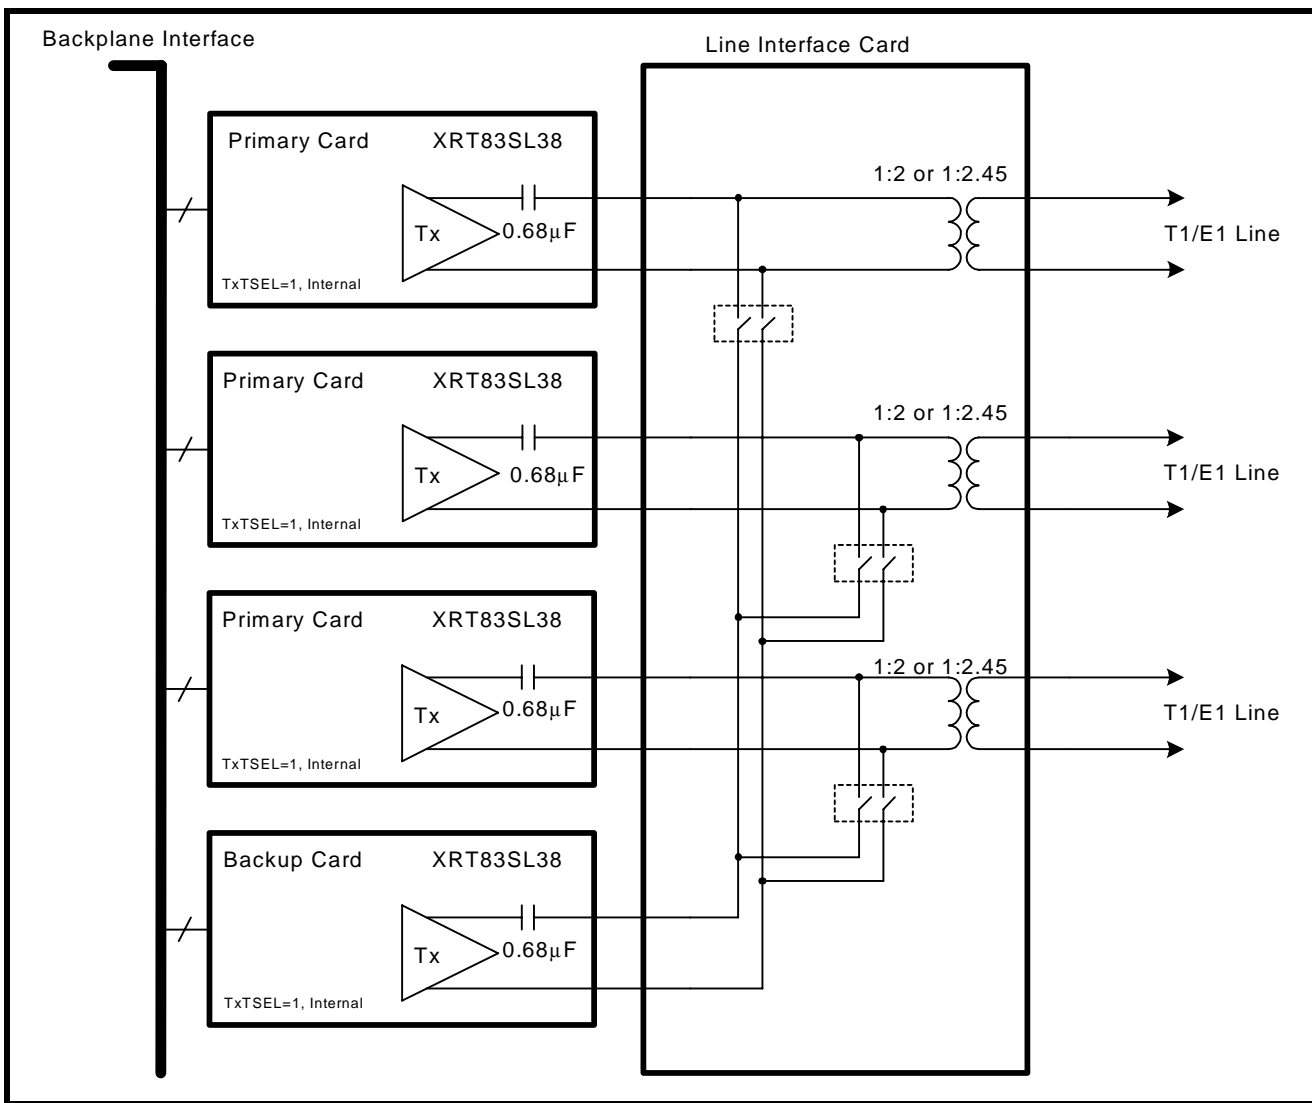 Backplane Interface
Line Interface Card
Primary Card XRT83SL38
1:2 or 1:2.45
Tx
0.68μF
T1/E1 Line
TxTSEL=1, Internal
Primary Card XRT83SL38
1:2 or 1:2.45
Tx
0.68μF
T1/E1 Line
TxTSEL=1, Internal
Primary Card XRT83SL38
1:2 or 1:2.45
Tx
0.68μF
T1/E1 Line
TxTSEL=1, Internal
Backup Card XRT83SL38
Tx
0.68μF
TxTSEL=1, Internal